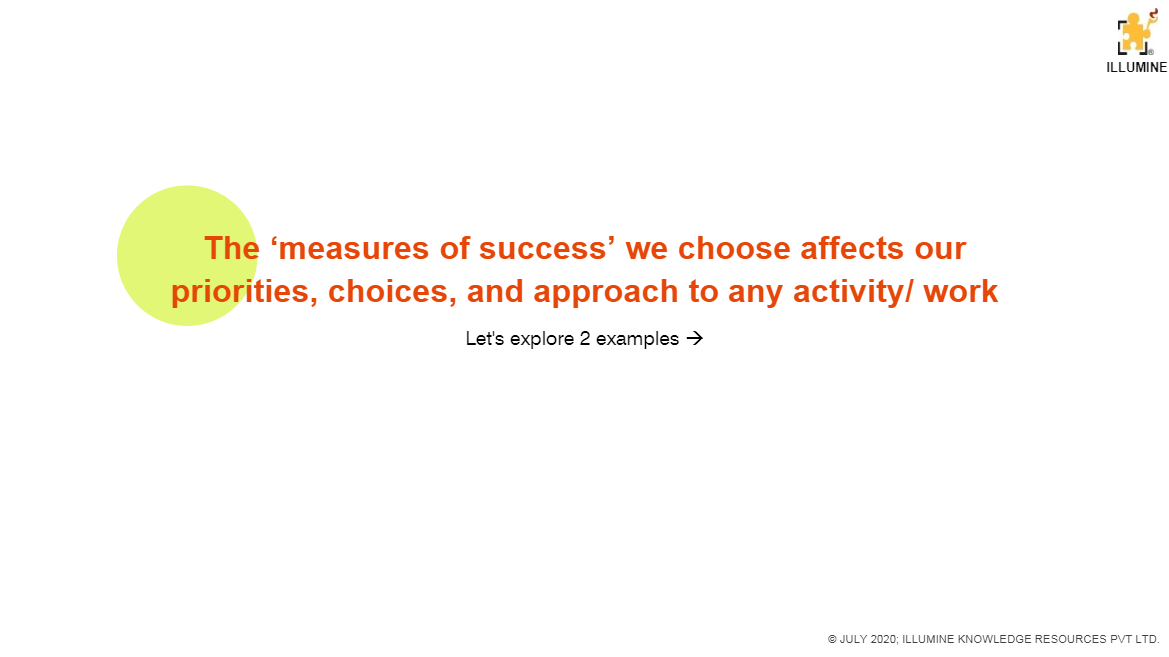 ILLUMINE
The ‘measures of success’ we choose affects our
priorities, choices, and approach to any activity/ work
Let's explore 2 examples →
© JULY 2020; ILLUMINE KNOWLEDGE RESOURCES PVT LTD.